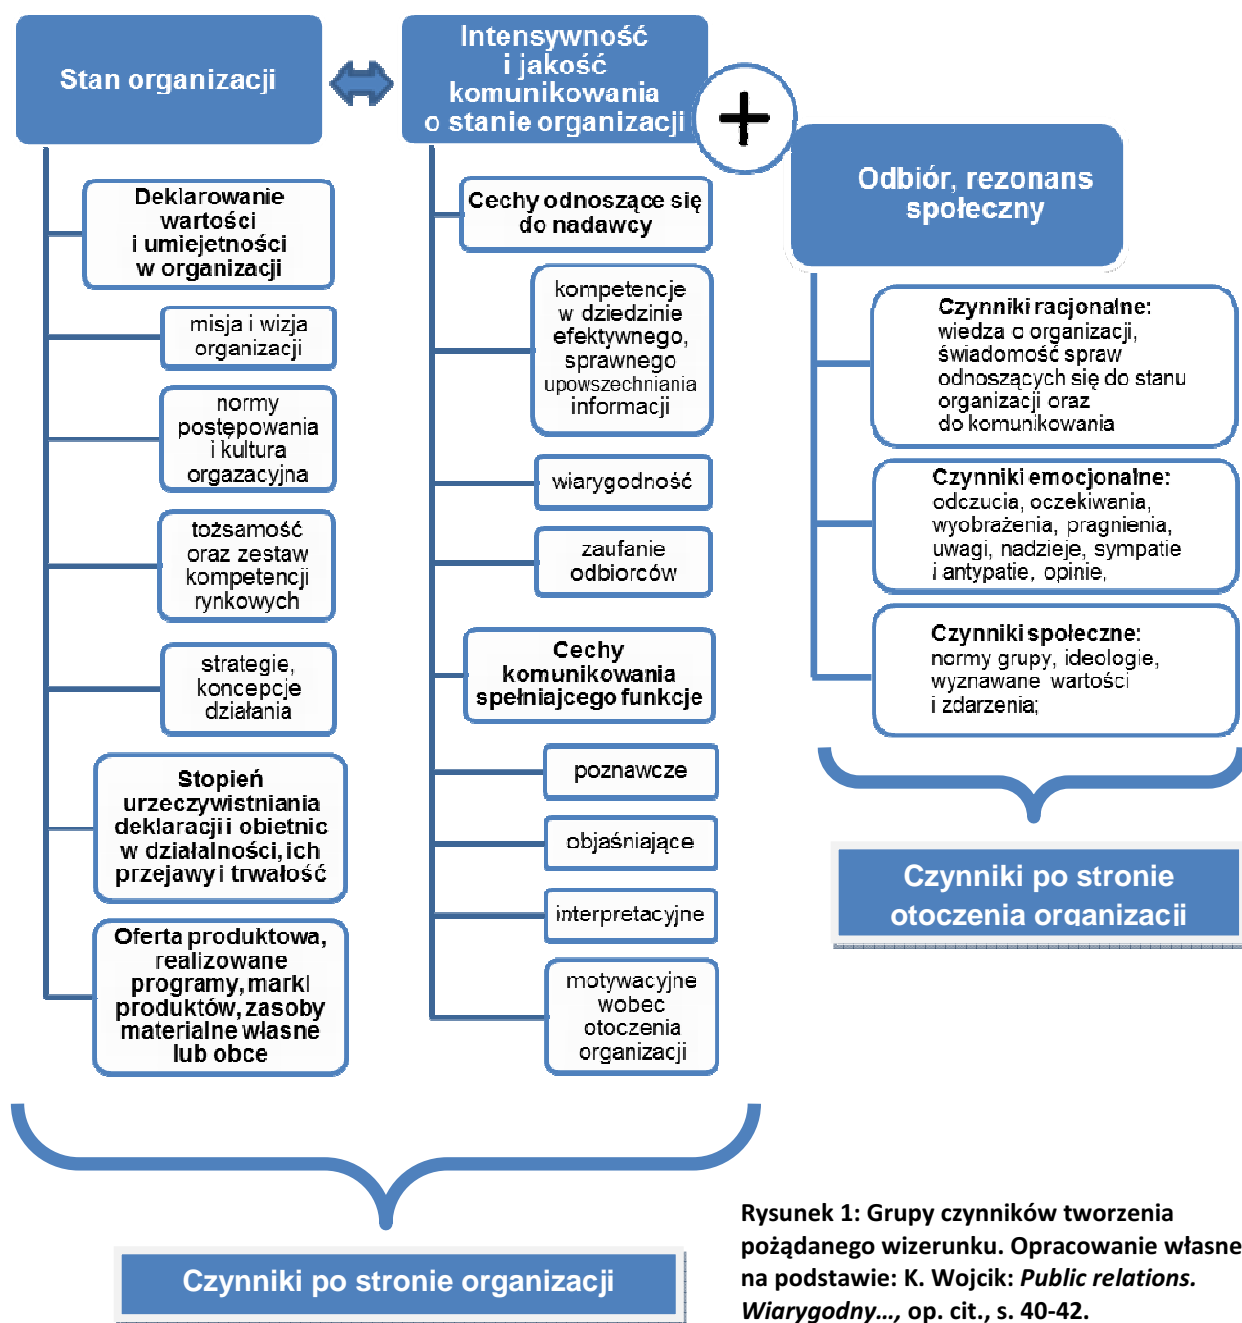 Stan organizacji
Intensywność
i jakość
komunikowania
o stanie organizacji
+
Odbiór, rezonans
społeczny
Deklarowanie
wartości
i umiejetności
w organizacji
misja i wizja
organizacji
normy
postępowania
i kultura
orgazacyjna
tożsamość
oraz zestaw
kompetencji
rynkowych
strategie,
koncepcje
działania
Stopień
urzeczywistniania
deklaracji i obietnic
w działalności, ich
przejawy i trwałość
Oferta produktowa,
realizowane
programy, marki
produktów, zasoby
materialne własne
lub obce
Cechy odnoszące się
do nadawcy
kompetencje
w dziedzinie
efektywnego,
sprawnego
upowszechniania
informacji
wiarygodność
zaufanie
odbiorców
Cechy
komunikowania
spełniajcego funkcje
poznawcze
objaśniające
interpretacyjne
motywacyjne
wobec
otoczenia
organizacji
Czynniki racjonalne:
wiedza o organizacji,
świadomość spraw
odnoszących się do stanu
organizacji oraz
do komunikowania
Czynniki emocjonalne:
odczucia, oczekiwania,
wyobrażenia, pragnienia,
uwagi, nadzieje, sympatie
i antypatie, opinie,
Czynniki społeczne:
normy grupy, ideologie,
wyznawane wartości
i zdarzenia;
Czynniki po stronie
otoczenia organizacji
Czynniki po stronie organizacji
Rysunek 1: Grupy czynników tworzenia
pożądanego wizerunku. Opracowanie własne
na podstawie: K. Wojcik: Public relations.
Wiarygodny..., op. cit., s. 40-42.